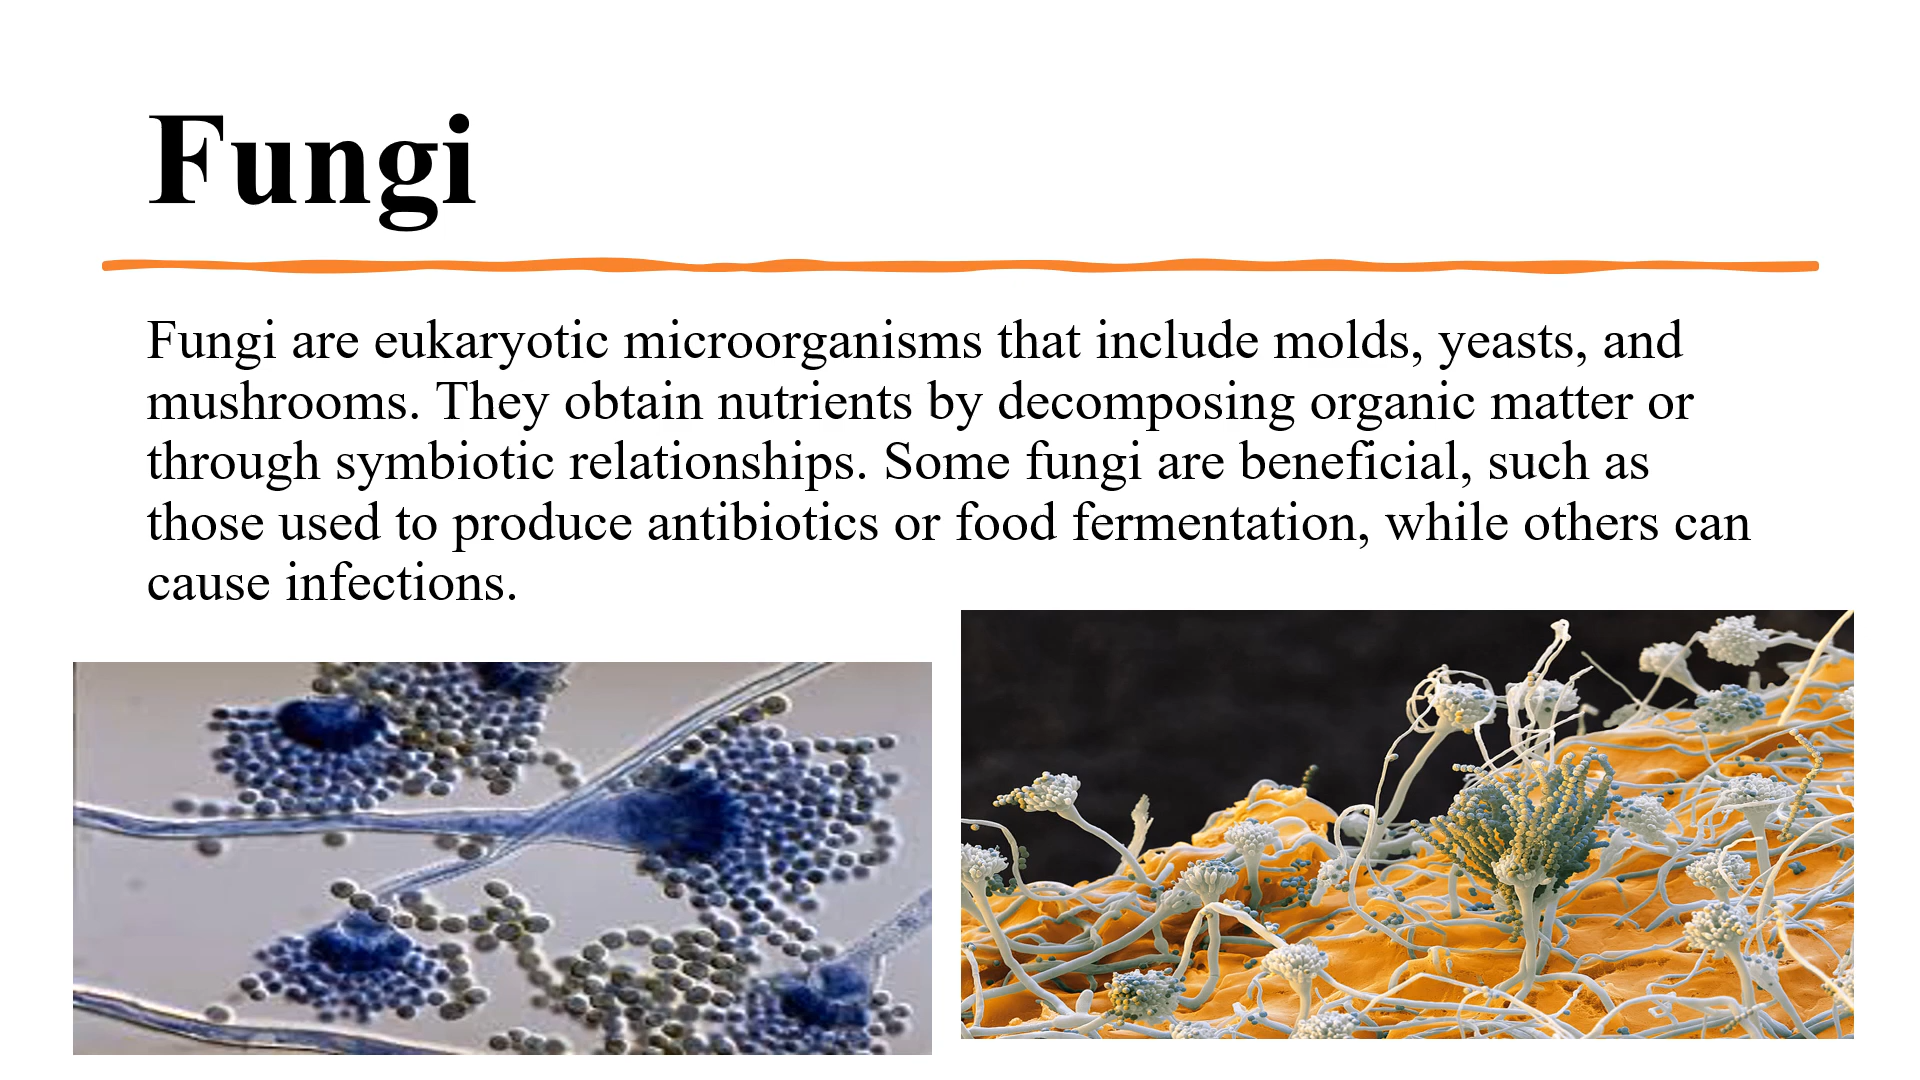 Fungi
Fungi are eukaryotic microorganisms that include molds, yeasts, and
mushrooms. They obtain nutrients by decomposing organic matter or
through symbiotic relationships. Some fungi are beneficial, such as
those used to produce antibiotics or food fermentation, while others can
cause infections.